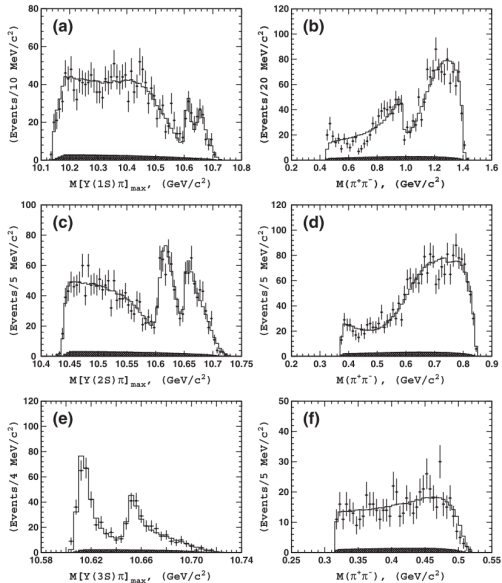 (a)
(Events/10 MeV/c²)
80
60
40
20
0
10.1 10.2 10.3 10.4 10.5 10.6 10.7 10.8
M[Υ(1S)π]max, (GeV/c²)
(b)
(Events/20 MeV/c²)
120
100
80
60
40
20
0
0.2 0.4 0.6 0.8 1.0 1.2 1.4 1.6
M(π⁺π⁻), (GeV/c²)
(c)
(Events/5 MeV/c²)
100
80
60
40
20
0
10.4 10.45 10.5 10.55 10.6 10.65 10.7 10.75
M[Υ(2S)π]max, (GeV/c²)
(d)
(Events/5 MeV/c²)
120
100
80
60
40
20
0
0.2 0.3 0.4 0.5 0.6 0.7 0.8 0.9
M(π⁺π⁻), (GeV/c²)
(e)
(Events/4 MeV/c²)
120
100
80
60
40
20
0
10.58 10.62 10.66 10.70 10.74
M[Υ(3S)π]max, (GeV/c²)
(f)
(Events/5 MeV/c²)
50
40
30
20
10
0
0.25 0.3 0.35 0.4 0.45 0.5 0.55
M(π⁺π⁻), (GeV/c²)